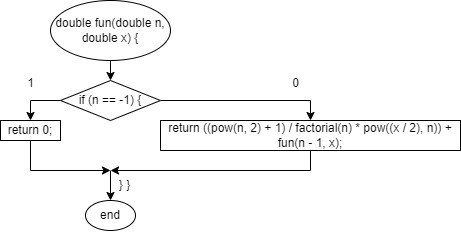 double fun(double n,
double x) {
1
if (n == -1) {
0
return 0;
return ((pow(n, 2) + 1) / factorial(n) * pow((x / 2), n)) +
fun(n - 1, x);
} }
end